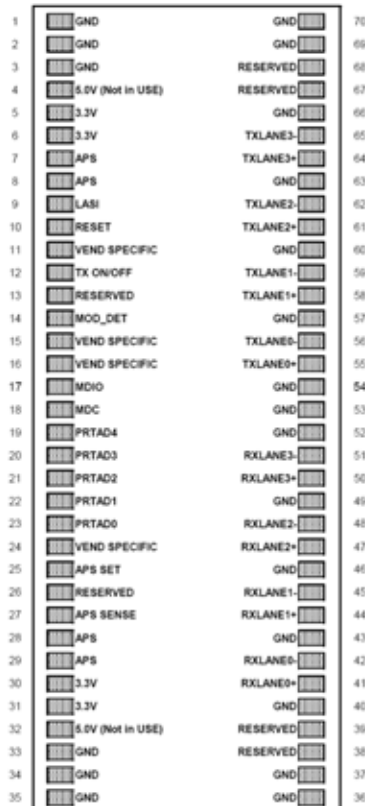 1 GND GND 70
2 GND GND 69
3 GND RESERVED 68
4 5.0V (Not in USE) RESERVED 67
5 3.3V GND 66
6 3.3V TXLANE3- 65
7 APS TXLANE3+ 64
8 APS GND 63
9 LASI TXLANE2- 62
10 RESET TXLANE2+ 61
11 VEND SPECIFIC GND 60
12 TX ON/OFF TXLANE1- 59
13 RESERVED TXLANE1+ 58
14 MOD_DET GND 57
15 VEND SPECIFIC TXLANE0- 56
16 VEND SPECIFIC TXLANE0+ 55
17 MDIO GND 54
18 MDC GND 53
19 PRTAD4 GND 52
20 PRTAD3 RXLANE3- 51
21 PRTAD2 RXLANE3+ 50
22 PRTAD1 GND 49
23 PRTAD0 RXLANE2- 48
24 VEND SPECIFIC RXLANE2+ 47
25 APS SET GND 46
26 RESERVED RXLANE1- 45
27 APS SENSE RXLANE1+ 44
28 APS GND 43
29 APS RXLANE0- 42
30 3.3V RXLANE0+ 41
31 3.3V GND 40
32 5.0V (Not in USE) RESERVED 39
33 GND RESERVED 38
34 GND GND 37
35 GND GND 36